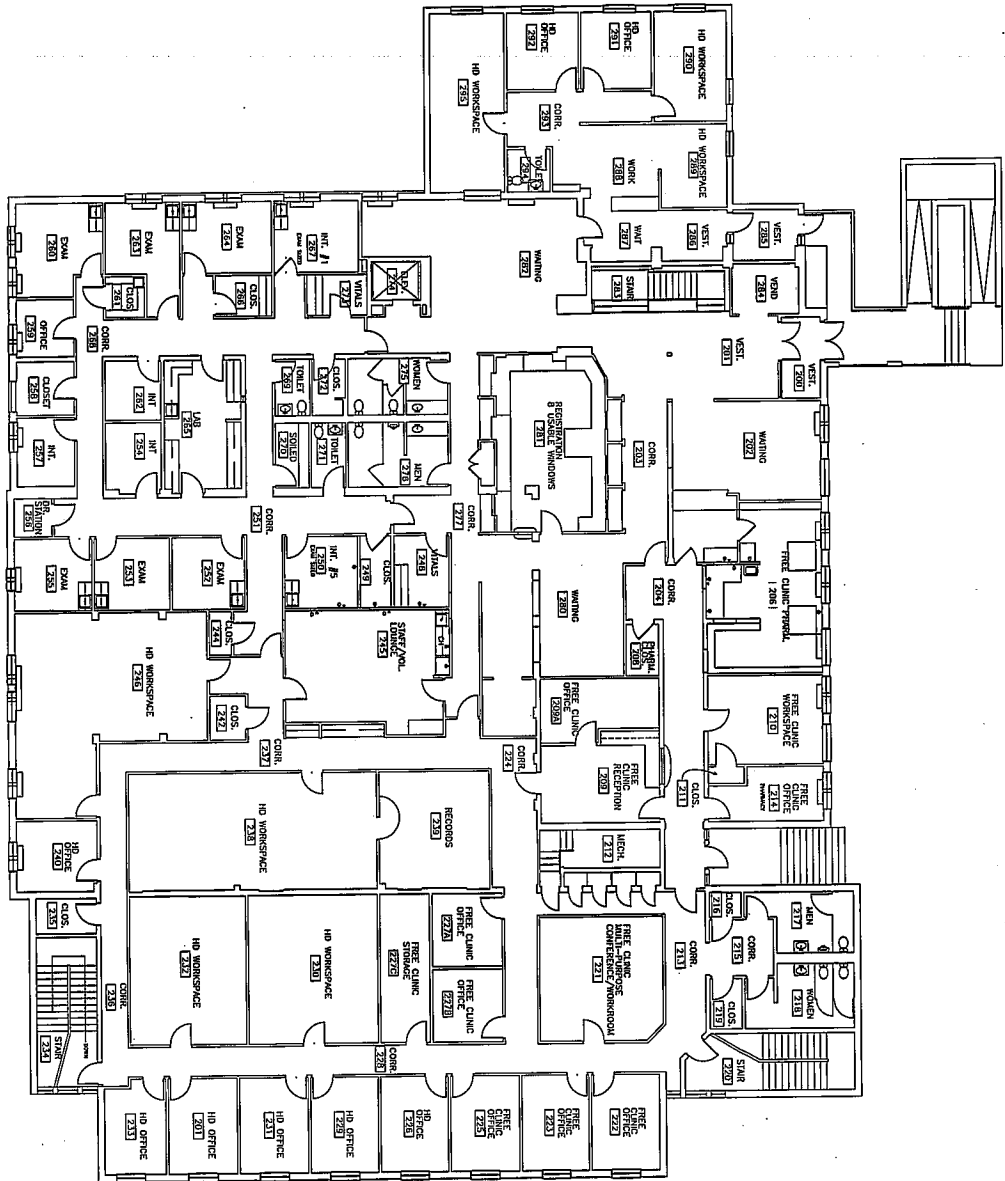 HD WORKSPACE
295
HD OFFICE
292
HD OFFICE
291
HD WORKSPACE
290
CORR.
293
TOILET
294
WORK
288
HD WORKSPACE
289
WAIT
287
VEST.
286
VEST.
285
EXAM
260
EXAM
263
EXAM
264
INT. #1
267
CLOS.
261
CLOS.
266
VITALS
273
ELEV.
274
WAITING
282
STAIR
283
VEND
284
OFFICE
259
CORR.
268
VEST.
201
VEST.
200
CLOSET
258
INT
262
LAB
265
TOILET
269
CLOS.
272
WOMEN
275
REGISTRATION
8 USABLE WINDOWS
281
CORR.
203
WAITING
202
INT.
257
INT
254
SOILED
270
TOILET
271
MEN
276
DR.
STATION
256
CORR.
251
CORR.
277
EXAM
255
EXAM
253
EXAM
252
INT. #5
250
CLOS.
249
VITALS
248
WAITING
280
CORR.
204
FREE
CLINIC PHARM.
206
CLOS.
244
STAFF/VOL.
LOUNGE
245
PHARM.
CLOS.
208
HD WORKSPACE
246
CLOS.
242
FREE CLINIC
OFFICE
209A
FREE CLINIC
WORKSPACE
210
CORR.
237
CORR.
224
FREE
CLINIC
RECEPTION
209
CLOS.
211
FREE CLINIC
OFFICE
214
HD WORKSPACE
238
RECORDS
239
MECH.
212
HD
OFFICE
240
CLOS.
235
HD WORKSPACE
232
HD WORKSPACE
230
FREE CLINIC
STORAGE
227C
FREE CLINIC
OFFICE
227A
FREE CLINIC
OFFICE
227B
FREE CLINIC
MULTI-PURPOSE
CONFERENCE/WORKROOM
221
CORR.
213
CLOS.
216
MEN
217
CORR.
215
WOMEN
218
CLOS.
219
STAIR
234
DOWN
CORR.
236
CORR.
228
STAIR
220
HD OFFICE
233
HD OFFICE
201
HD OFFICE
231
HD OFFICE
229
HD
OFFICE
226
FREE
CLINIC
OFFICE
225
FREE
CLINIC
OFFICE
223
FREE
CLINIC
OFFICE
222